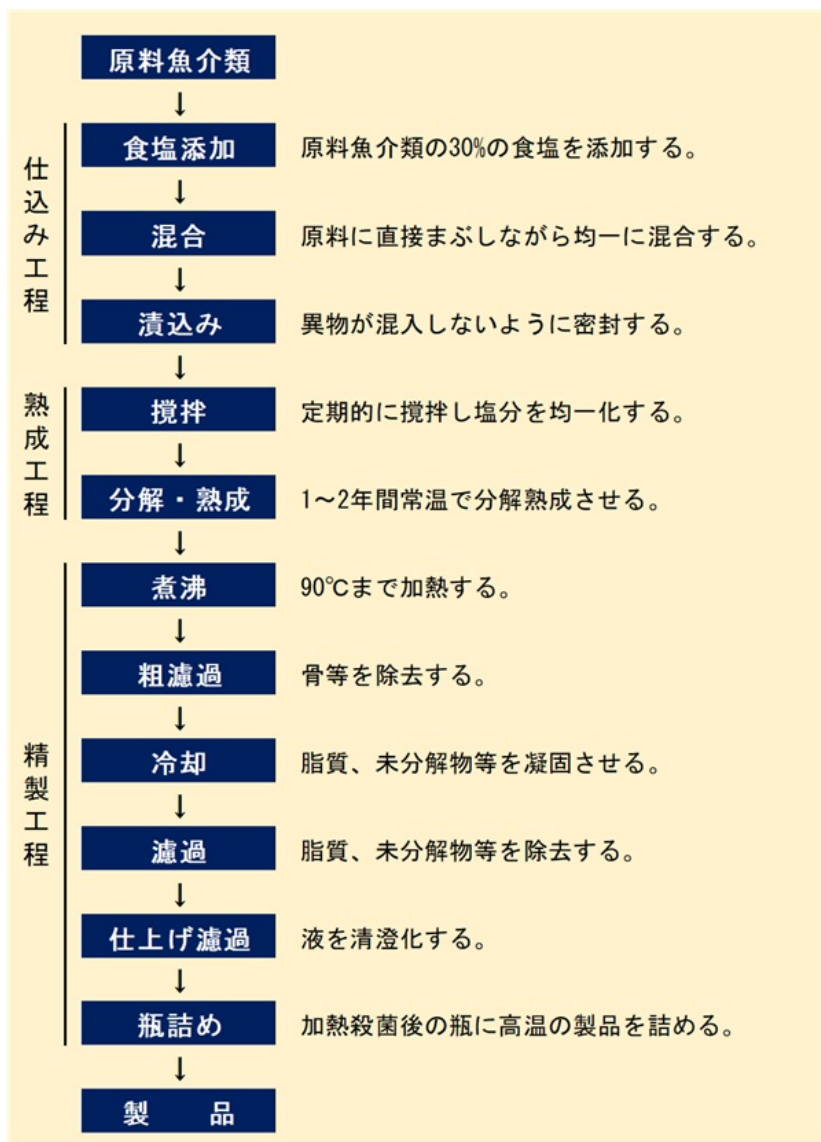 原料魚介類
↓
仕込み工程
食塩添加 原料魚介類の30%の食塩を添加する。
↓
混合 原料に直接まぶしながら均一に混合する。
↓
漬込み 異物が混入しないように密封する。
↓
熟成工程
撹拌 定期的に撹拌し塩分を均一化する。
↓
分解・熟成 1～2年間常温で分解熟成させる。
↓
精製工程
煮沸 90℃まで加熱する。
↓
粗濾過 骨等を除去する。
↓
冷却 脂質、未分解物等を凝固させる。
↓
濾過 脂質、未分解物等を除去する。
↓
仕上げ濾過 液を清澄化する。
↓
瓶詰め 加熱殺菌後の瓶に高温の製品を詰める。
↓
製　品